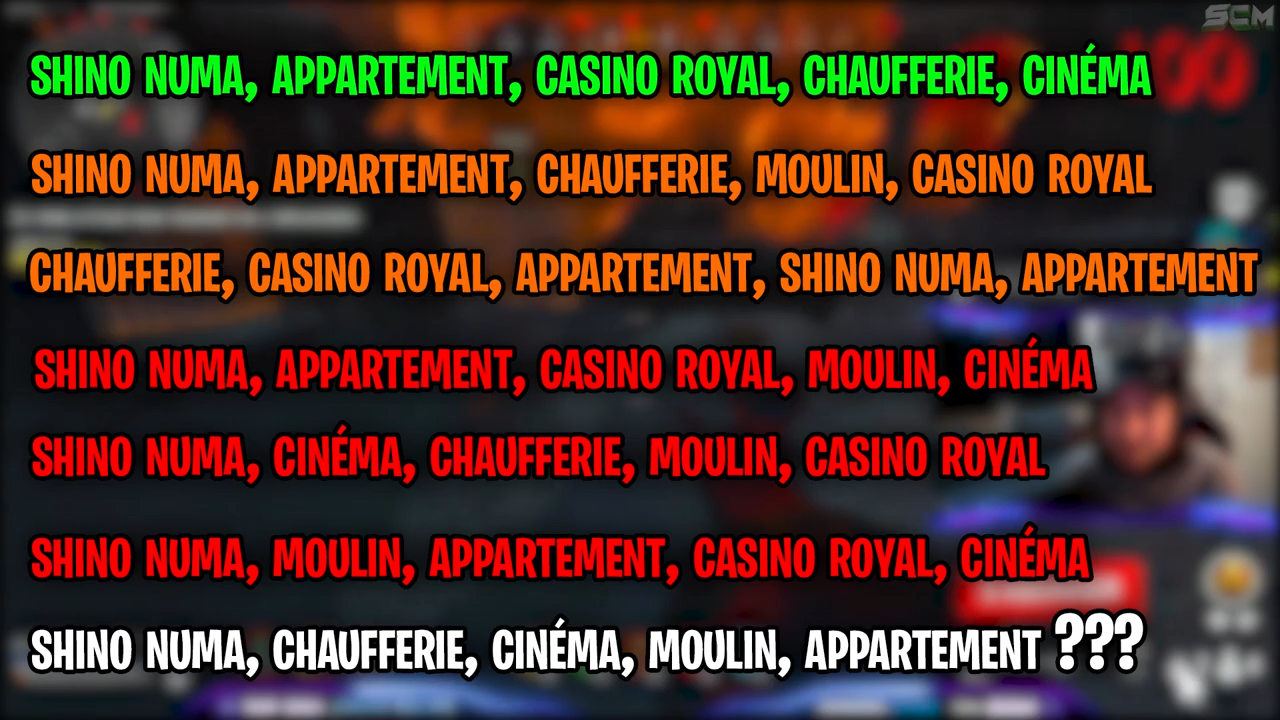 SCM
SHINO NUMA, APPARTEMENT, CASINO ROYAL, CHAUFFERIE, CINÉMA
SHINO NUMA, APPARTEMENT, CHAUFFERIE, MOULIN, CASINO ROYAL
CHAUFFERIE, CASINO ROYAL, APPARTEMENT, SHINO NUMA, APPARTEMENT
SHINO NUMA, APPARTEMENT, CASINO ROYAL, MOULIN, CINÉMA
SHINO NUMA, CINÉMA, CHAUFFERIE, MOULIN, CASINO ROYAL
SHINO NUMA, MOULIN, APPARTEMENT, CASINO ROYAL, CINÉMA
SHINO NUMA, CHAUFFERIE, CINÉMA, MOULIN, APPARTEMENT ???